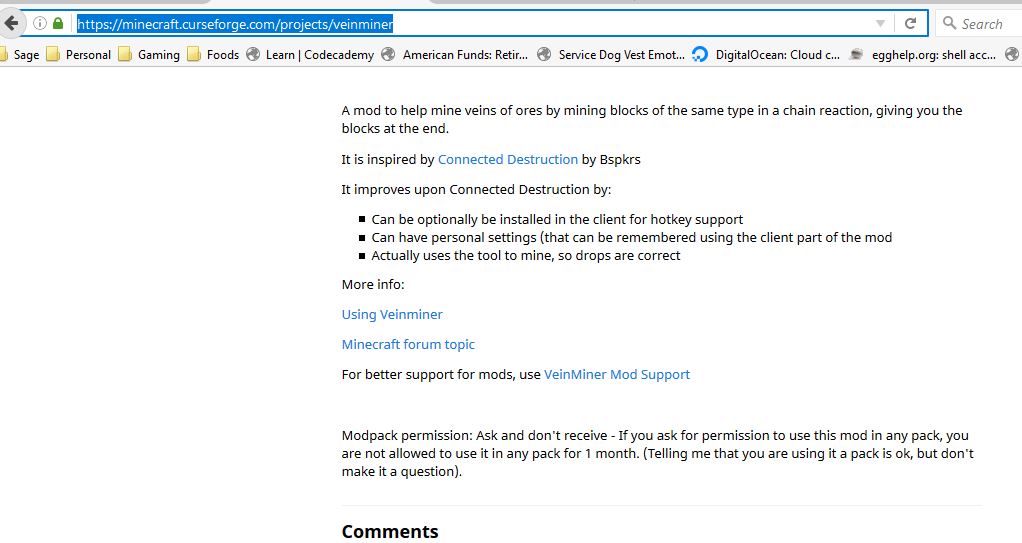 https://minecraft.curseforge.com/projects/veinminer
Search
Sage Personal Gaming Foods Learn | Codecademy American Funds: Retir... Service Dog Vest Emot... DigitalOcean: Cloud c... egghelp.org: shell acc...
A mod to help mine veins of ores by mining blocks of the same type in a chain reaction, giving you the
blocks at the end.
It is inspired by Connected Destruction by Bspkrs
It improves upon Connected Destruction by:
Can be optionally be installed in the client for hotkey support
Can have personal settings (that can be remembered using the client part of the mod
Actually uses the tool to mine, so drops are correct
More info:
Using Veinminer
Minecraft forum topic
For better support for mods, use VeinMiner Mod Support
Modpack permission: Ask and don't receive - If you ask for permission to use this mod in any pack, you
are not allowed to use it in any pack for 1 month. (Telling me that you are using it a pack is ok, but don't
make it a question).
Comments